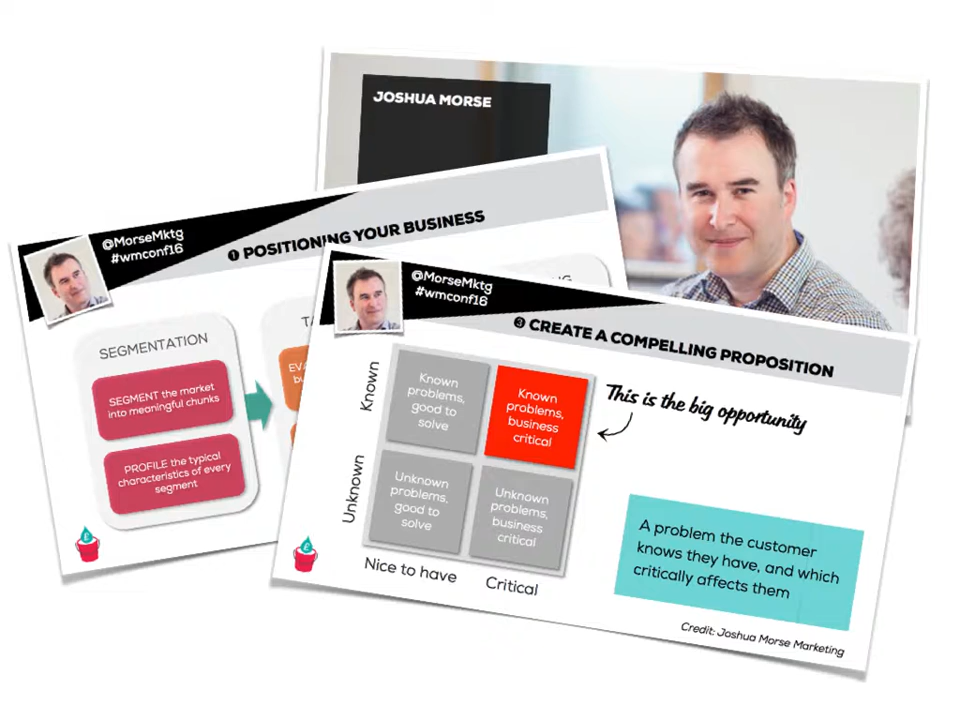 JOSHUA MORSE
@MorseMktg
#wmconf16
❶ POSITIONING YOUR BUSINESS
SEGMENTATION
SEGMENT the market
into meaningful chunks
PROFILE the typical
characteristics of every
segment
@MorseMktg
#wmconf16
❸ CREATE A COMPELLING PROPOSITION
Known
Unknown
Known
problems,
good to
solve
Known
problems,
business
critical
Unknown
problems,
good to
solve
Unknown
problems,
business
critical
Nice to have
Critical
This is the big opportunity
A problem the customer
knows they have, and which
critically affects them
Credit: Joshua Morse Marketing